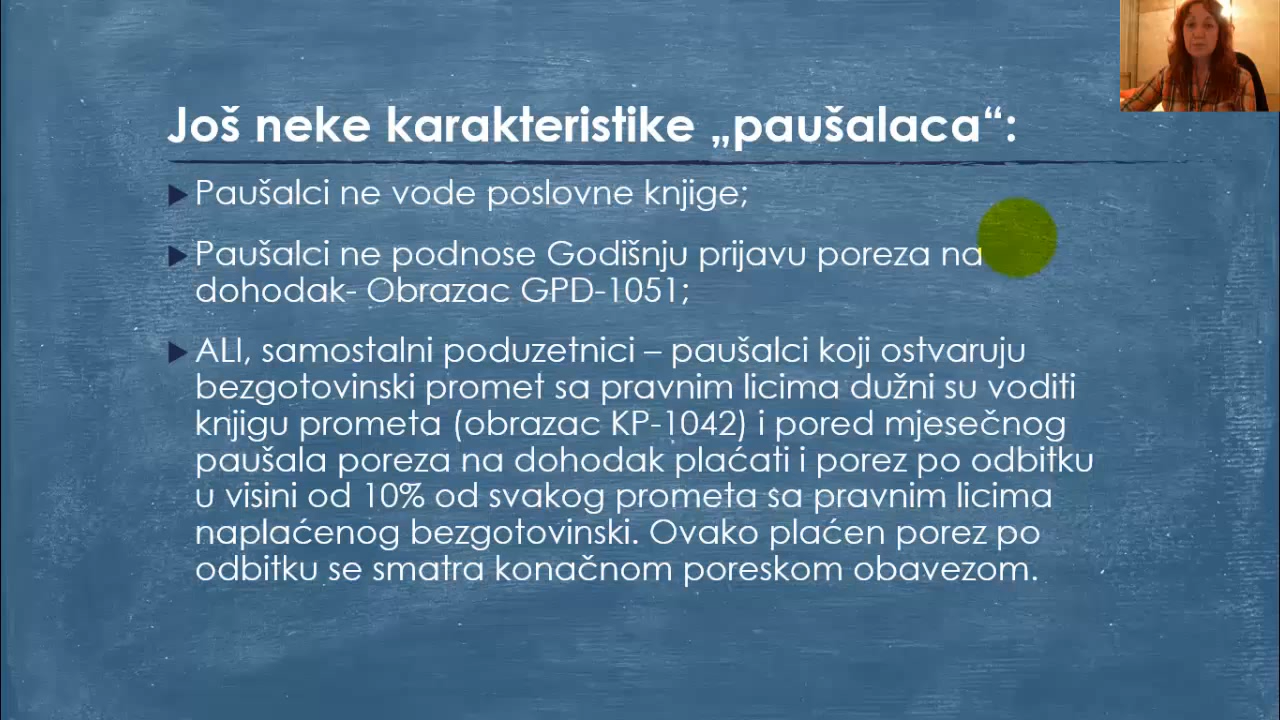 Još neke karakteristike „paušalaca“:
Paušalci ne vode poslovne knjige;
Paušalci ne podnose Godišnju prijavu poreza na
dohodak- Obrazac GPD-1051;
ALI, samostalni poduzetnici – paušalci koji ostvaruju
bezgotovinski promet sa pravnim licima dužni su voditi
knjigu prometa (obrazac KP-1042) i pored mjesečnog
paušala poreza na dohodak plaćati i porez po odbitku
u visini od 10% od svakog prometa sa pravnim licima
naplaćenog bezgotovinski. Ovako plaćen porez po
odbitku se smatra konačnom poreskom obavezom.